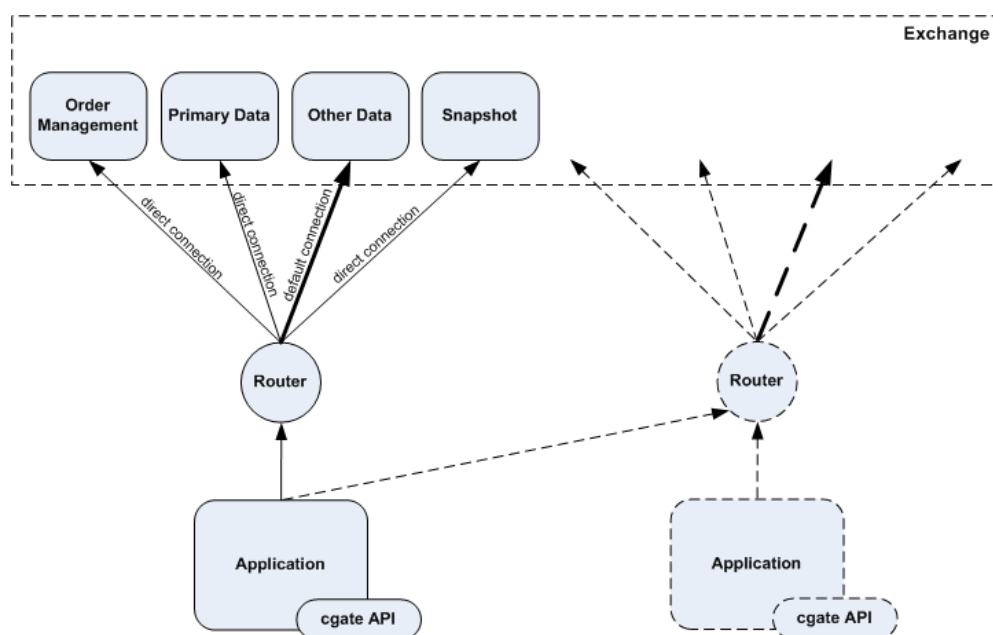 Exchange
Order
Management
Primary Data
Other Data
Snapshot
direct connection
direct connection
default connection
direct connection
Router
Router
Application
cgate API
Application
cgate API